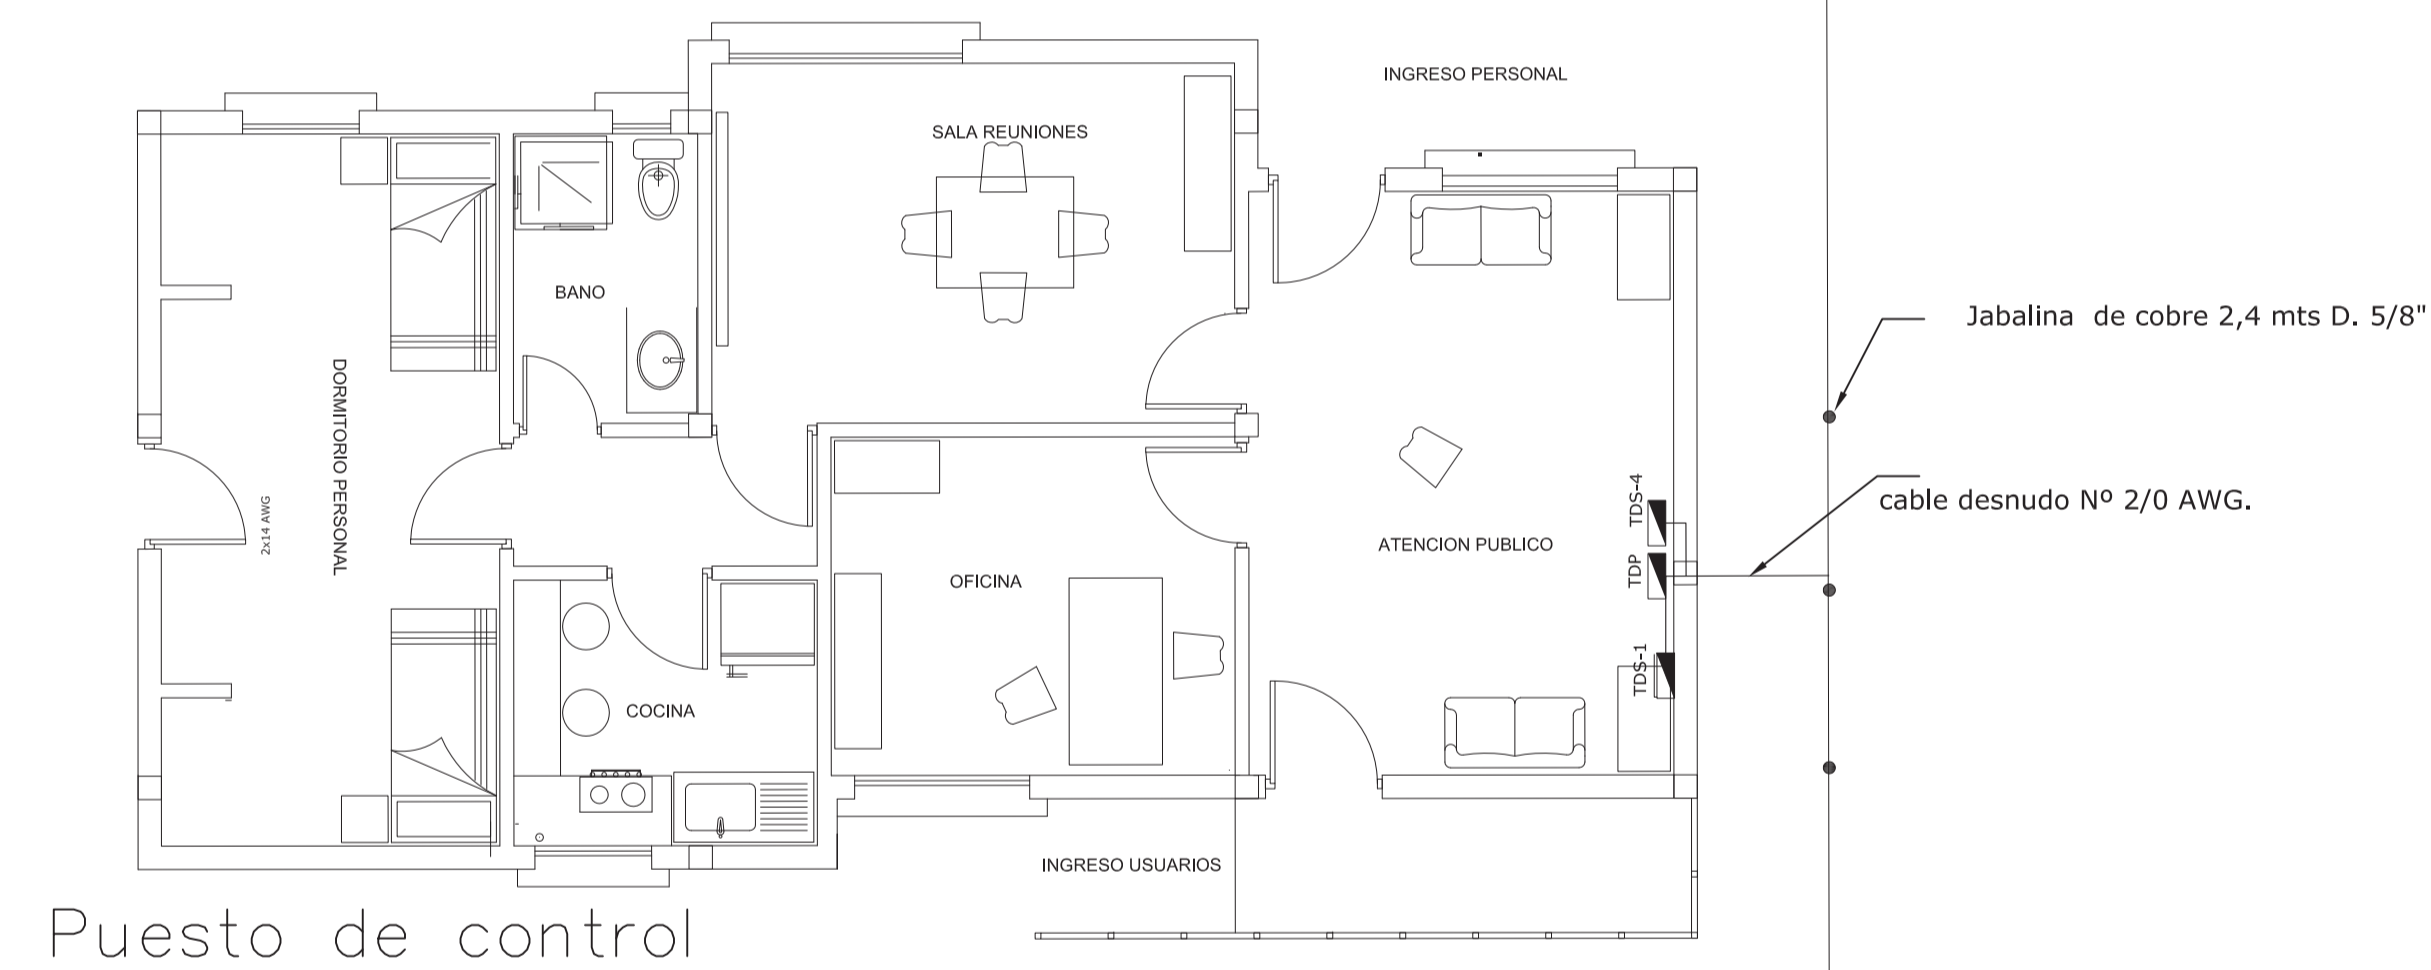 INGRESO PERSONAL
SALA REUNIONES
BANO
Jabalina de cobre 2,4 mts D. 5/8"
DORMITORIO PERSONAL
2x14 AWG
TDS-4
cable desnudo Nº 2/0 AWG.
ATENCION PUBLICO
TDP
OFICINA
TDS-1
COCINA
INGRESO USUARIOS
Puesto de control